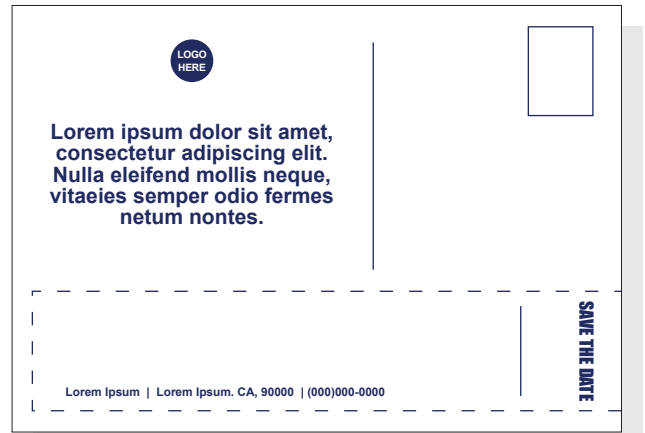 LOGO
HERE
Lorem ipsum dolor sit amet,
consectetur adipiscing elit.
Nulla eleifend mollis neque,
vitaeies semper odio fermes
netum nontes.
SAVE THE DATE
Lorem Ipsum | Lorem Ipsum. CA, 90000 | (000)000-0000